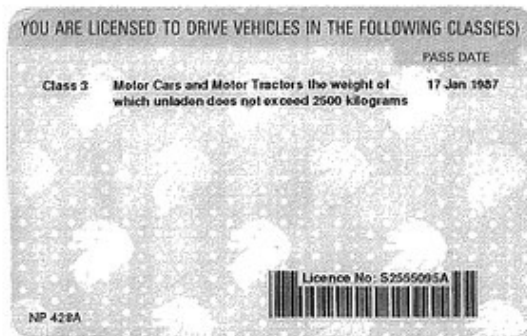 YOU ARE LICENSED TO DRIVE VEHICLES IN THE FOLLOWING CLASS(ES)
PASS DATE
Class 3 Motor Cars and Motor Tractors the weight of 17 Jan 1987
which unladen does not exceed 2500 kilograms
Licence No: S2555095A
NP 428A